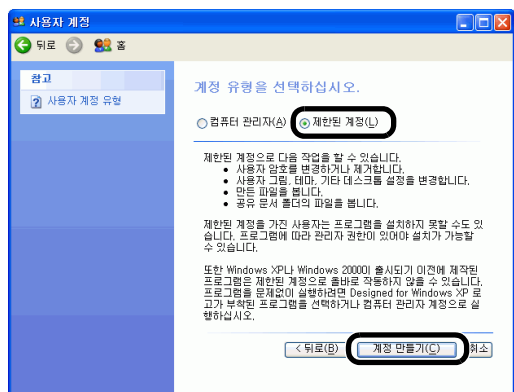 사용자 계정
뒤로 홈
참고
사용자 계정 유형
계정 유형을 선택하십시오.
컴퓨터 관리자(A) 제한된 계정(L)
제한된 계정으로 다음 작업을 할 수 있습니다.
• 사용자 암호를 변경하거나 제거합니다.
• 사용자 그림, 테마, 기타 데스크톱 설정을 변경합니다.
• 만든 파일을 봅니다.
• 공유 문서 폴더의 파일을 봅니다.
제한된 계정을 가진 사용자는 프로그램을 설치하지 못할 수도 있
습니다. 프로그램에 따라 관리자 권한이 있어야 설치가 가능할
수 있습니다.
또한 Windows XP나 Windows 2000이 출시되기 이전에 제작된
프로그램은 제한된 계정으로 올바로 작동하지 않을 수 있습니다.
프로그램을 문제없이 실행하려면 Designed for Windows XP 로
고가 부착된 프로그램을 선택하거나 컴퓨터 관리자 계정으로 실
행하십시오.
< 뒤로(B) 계정 만들기(C) 취소